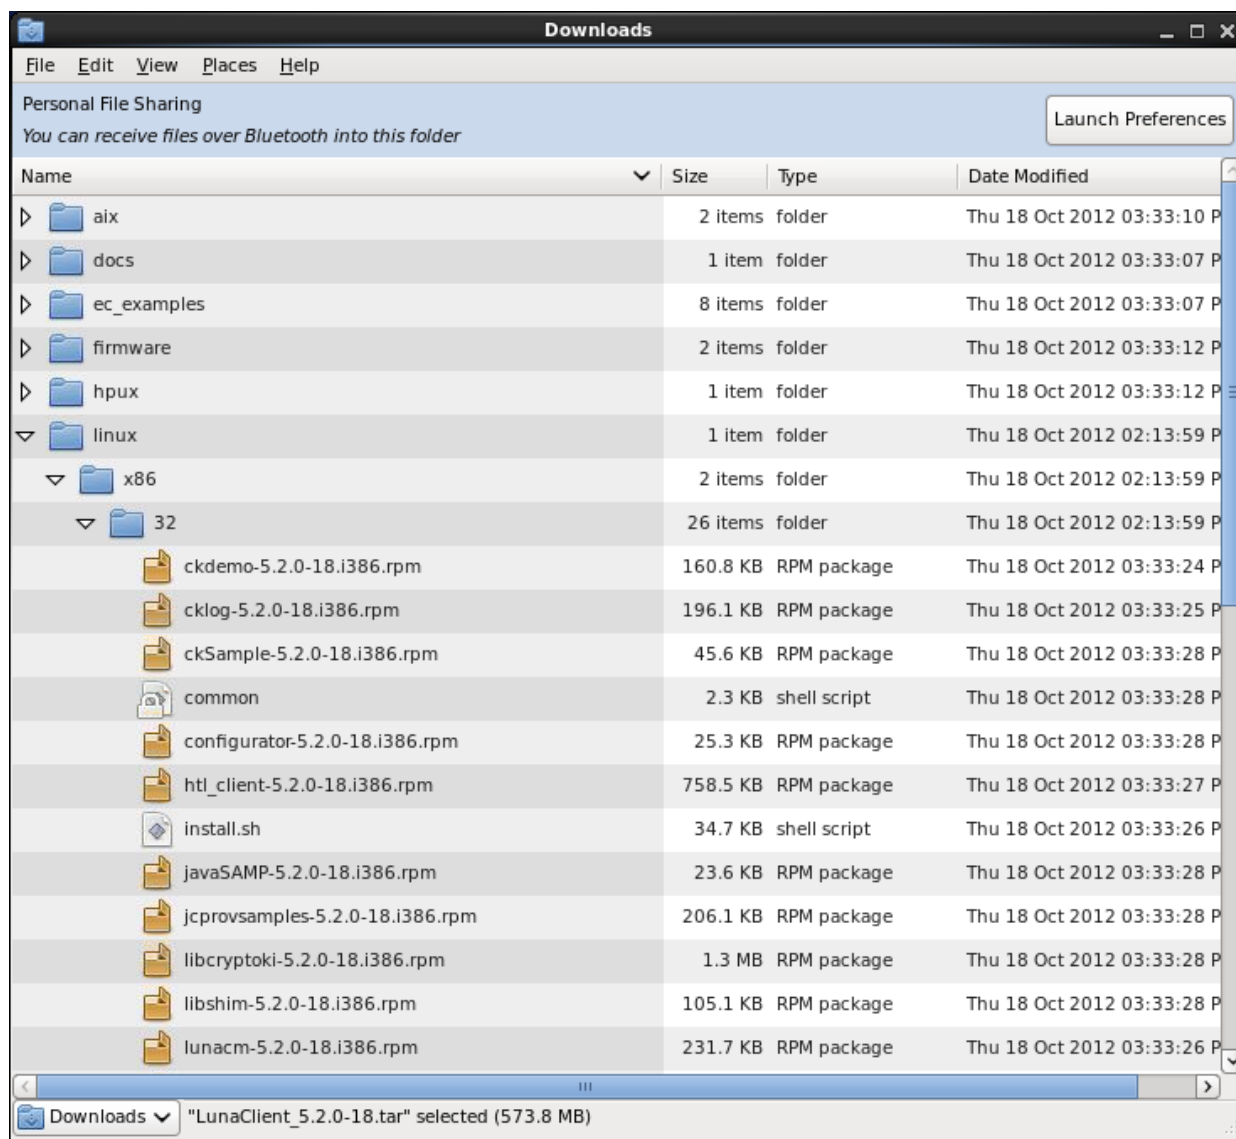 Downloads
File Edit View Places Help
Personal File Sharing
You can receive files over Bluetooth into this folder
Launch Preferences
Name Size Type Date Modified
aix 2 items folder Thu 18 Oct 2012 03:33:10 P
docs 1 item folder Thu 18 Oct 2012 03:33:07 P
ec_examples 8 items folder Thu 18 Oct 2012 03:33:07 P
firmware 2 items folder Thu 18 Oct 2012 03:33:12 P
hpux 1 item folder Thu 18 Oct 2012 03:33:12 P
linux 1 item folder Thu 18 Oct 2012 02:13:59 P
x86 2 items folder Thu 18 Oct 2012 02:13:59 P
32 26 items folder Thu 18 Oct 2012 02:13:59 P
ckdemo-5.2.0-18.i386.rpm 160.8 KB RPM package Thu 18 Oct 2012 03:33:24 P
cklog-5.2.0-18.i386.rpm 196.1 KB RPM package Thu 18 Oct 2012 03:33:25 P
ckSample-5.2.0-18.i386.rpm 45.6 KB RPM package Thu 18 Oct 2012 03:33:28 P
common 2.3 KB shell script Thu 18 Oct 2012 03:33:28 P
configurator-5.2.0-18.i386.rpm 25.3 KB RPM package Thu 18 Oct 2012 03:33:28 P
htl_client-5.2.0-18.i386.rpm 758.5 KB RPM package Thu 18 Oct 2012 03:33:27 P
install.sh 34.7 KB shell script Thu 18 Oct 2012 03:33:26 P
javaSAMP-5.2.0-18.i386.rpm 23.6 KB RPM package Thu 18 Oct 2012 03:33:28 P
jcprovsamples-5.2.0-18.i386.rpm 206.1 KB RPM package Thu 18 Oct 2012 03:33:28 P
libcryptoki-5.2.0-18.i386.rpm 1.3 MB RPM package Thu 18 Oct 2012 03:33:28 P
libshim-5.2.0-18.i386.rpm 105.1 KB RPM package Thu 18 Oct 2012 03:33:28 P
lunacm-5.2.0-18.i386.rpm 231.7 KB RPM package Thu 18 Oct 2012 03:33:26 P
Downloads "LunaClient_5.2.0-18.tar" selected (573.8 MB)